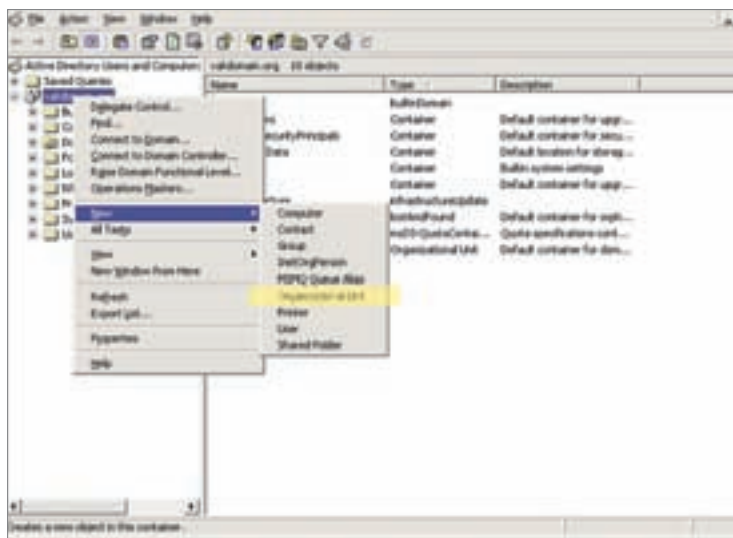 File Action View Window Help
Active Directory Users and Computers
Saved Queries
10 objects
Name Type Description
builtinDomain
Container Default container for upgr...
Container Default container for secu...
Container Default location for storag...
Container Builtin system settings
Container Default container for upgr...
infrastructureUpdate
lostAndFound Default container for orph...
msDS-QuotaContai... Quota specifications cont...
Organizational Unit Default container for dom...
Delegate Control...
Find...
Connect to Domain...
Connect to Domain Controller...
Raise Domain Functional Level...
Operations Masters...
New
All Tasks
View
New Window from Here
Refresh
Export List...
Properties
Help
Computer
Contact
Group
InetOrgPerson
MSMQ Queue Alias
Organizational Unit
Printer
User
Shared Folder
Creates a new object in this container.